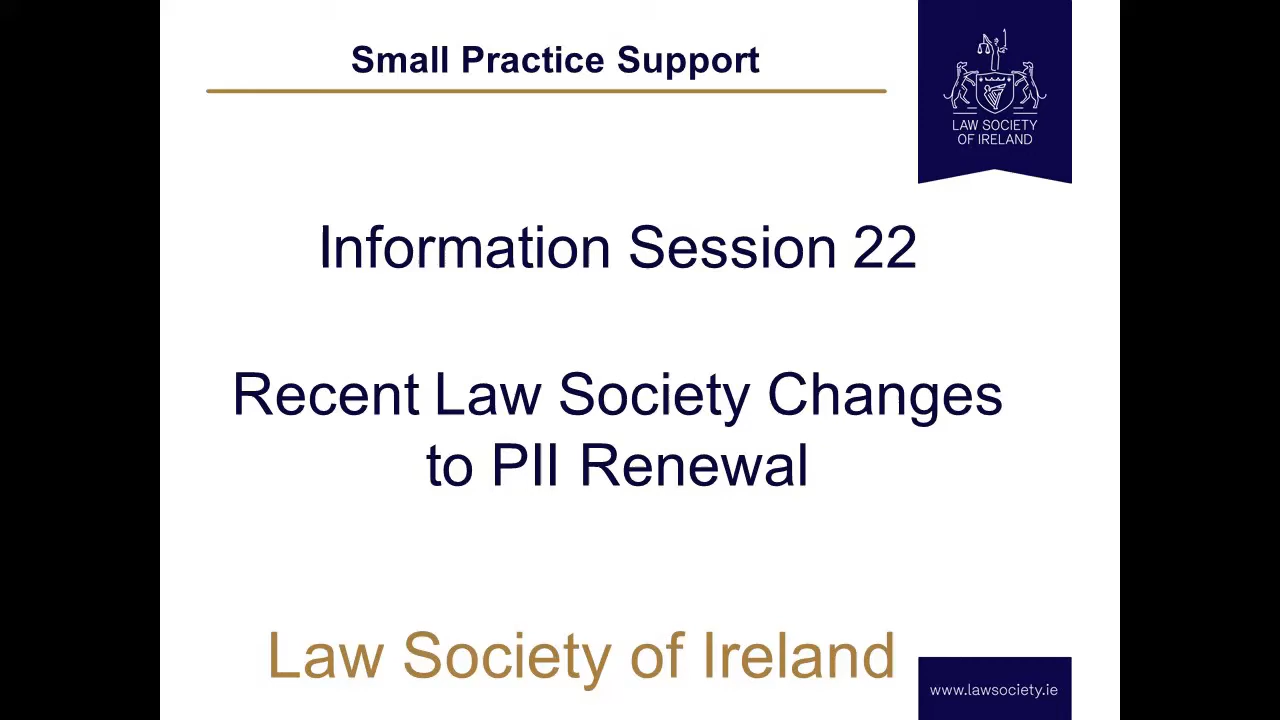 Small Practice Support
LAW SOCIETY
OF IRELAND
Information Session 22
Recent Law Society Changes
to PII Renewal
Law Society of Ireland
www.lawsociety.ie